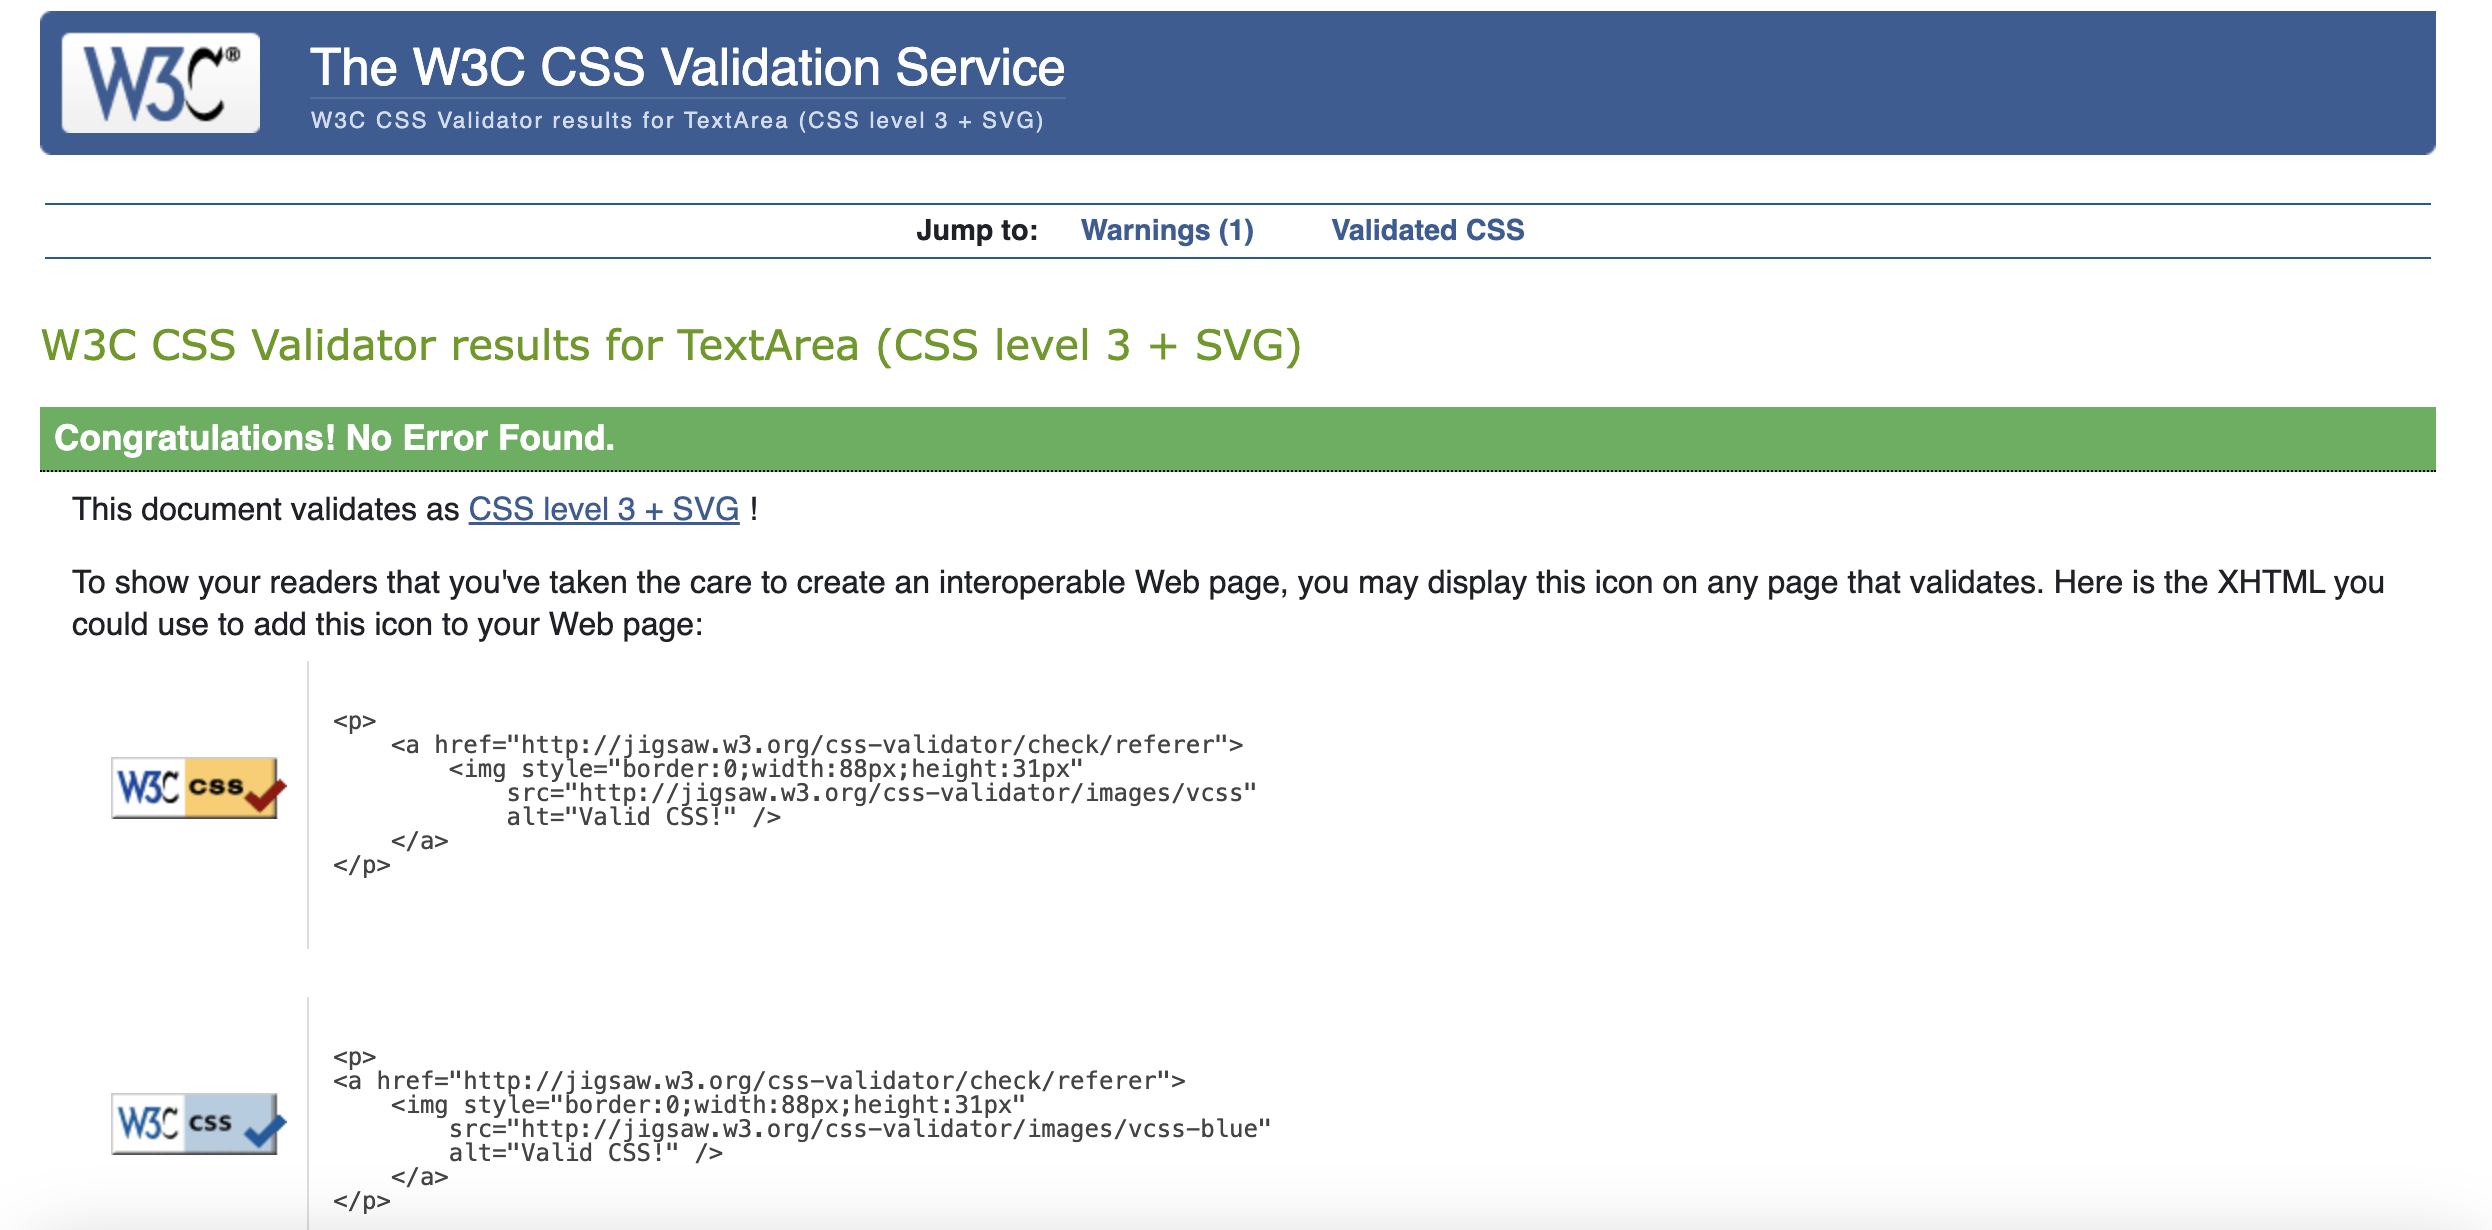 W3C®
The W3C CSS Validation Service
W3C CSS Validator results for TextArea (CSS level 3 + SVG)
Jump to: Warnings (1) Validated CSS
W3C CSS Validator results for TextArea (CSS level 3 + SVG)
Congratulations! No Error Found.
This document validates as CSS level 3 + SVG !
To show your readers that you've taken the care to create an interoperable Web page, you may display this icon on any page that validates. Here is the XHTML you
could use to add this icon to your Web page:
W3C css
<p>
    <a href="http://jigsaw.w3.org/css-validator/check/referer">
        <img style="border:0;width:88px;height:31px"
            src="http://jigsaw.w3.org/css-validator/images/vcss"
            alt="Valid CSS!" />
    </a>
</p>
W3C css
<p>
<a href="http://jigsaw.w3.org/css-validator/check/referer">
    <img style="border:0;width:88px;height:31px"
        src="http://jigsaw.w3.org/css-validator/images/vcss-blue"
        alt="Valid CSS!" />
    </a>
</p>